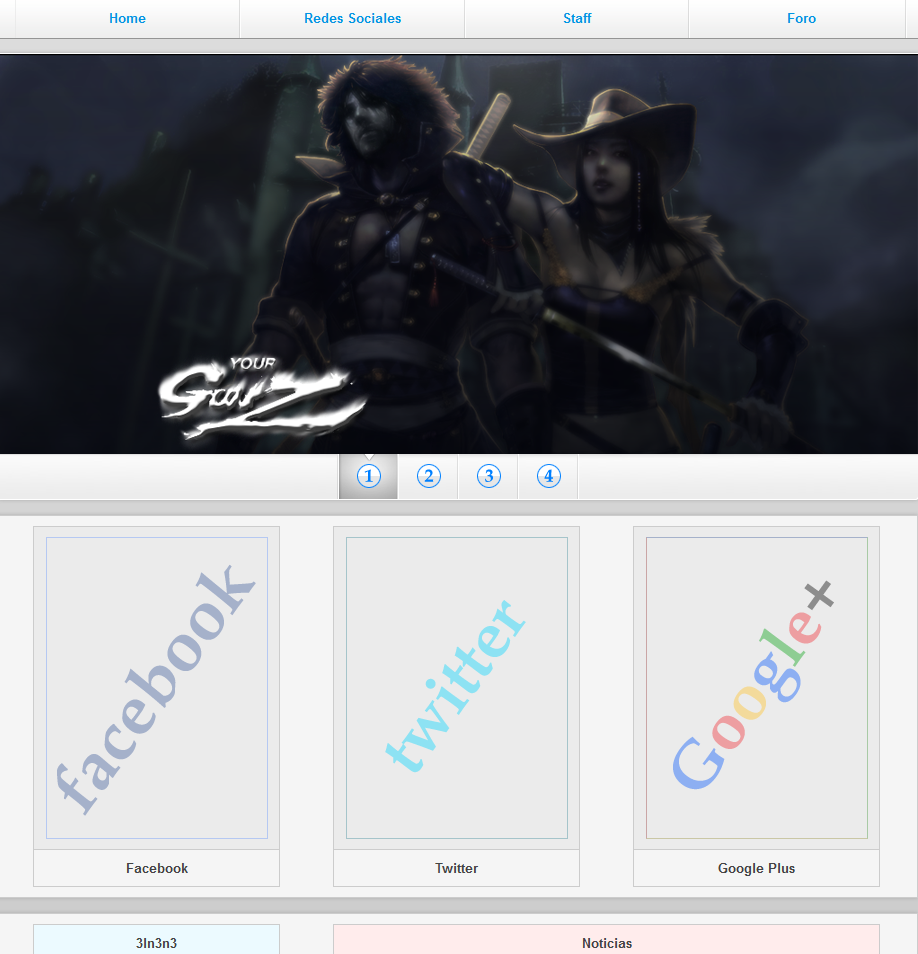 Home Redes Sociales Staff Foro
YOUR
1 2 3 4
facebook twitter Google+
Facebook Twitter Google Plus
3In3n3 Noticias